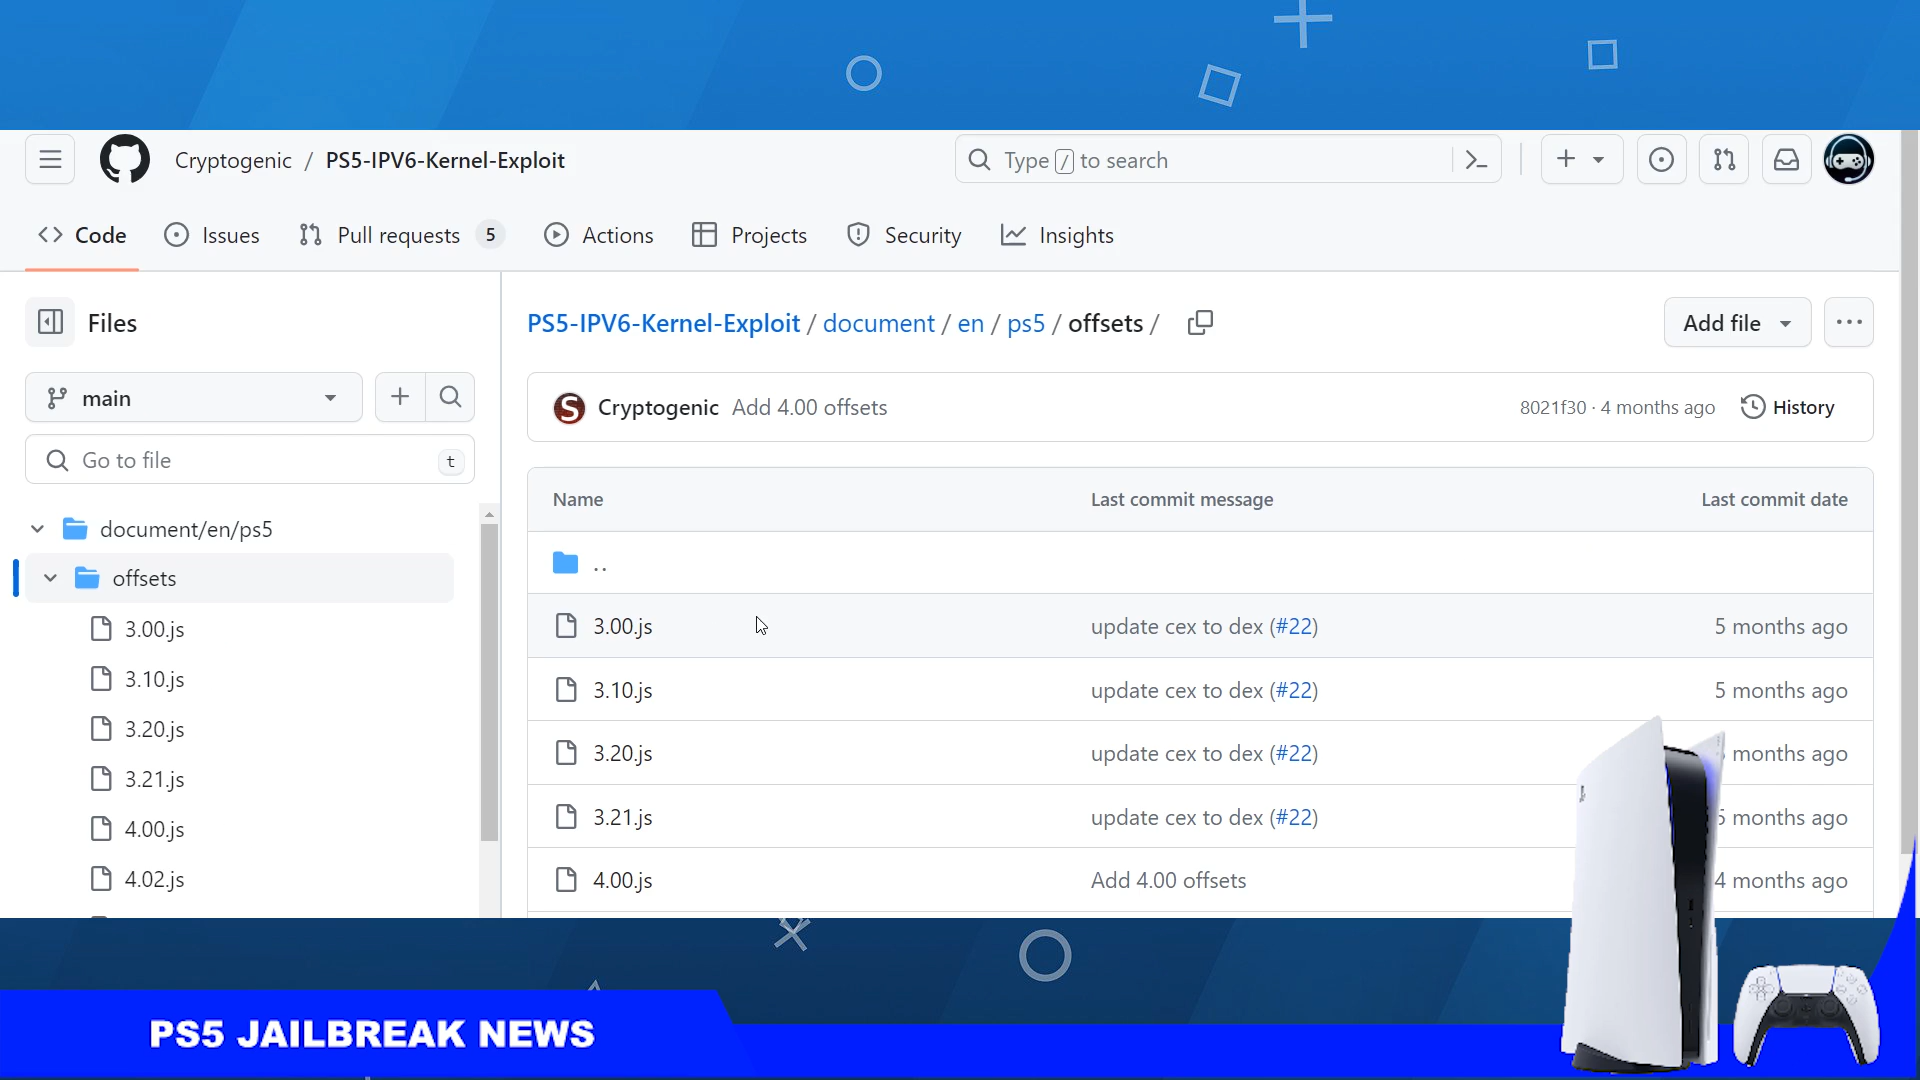 Cryptogenic / PS5-IPV6-Kernel-Exploit
Type / to search
Code
Issues
Pull requests 5
Actions
Projects
Security
Insights
Files
main
Go to file
t
document/en/ps5
offsets
3.00.js
3.10.js
3.20.js
3.21.js
4.00.js
4.02.js
PS5-IPV6-Kernel-Exploit / document / en / ps5 / offsets /
Add file
Cryptogenic Add 4.00 offsets
8021f30 · 4 months ago
History
Name Last commit message Last commit date
..
3.00.js update cex to dex (#22) 5 months ago
3.10.js update cex to dex (#22) 5 months ago
3.20.js update cex to dex (#22) months ago
3.21.js update cex to dex (#22) 5 months ago
4.00.js Add 4.00 offsets 4 months ago
PS5 JAILBREAK NEWS